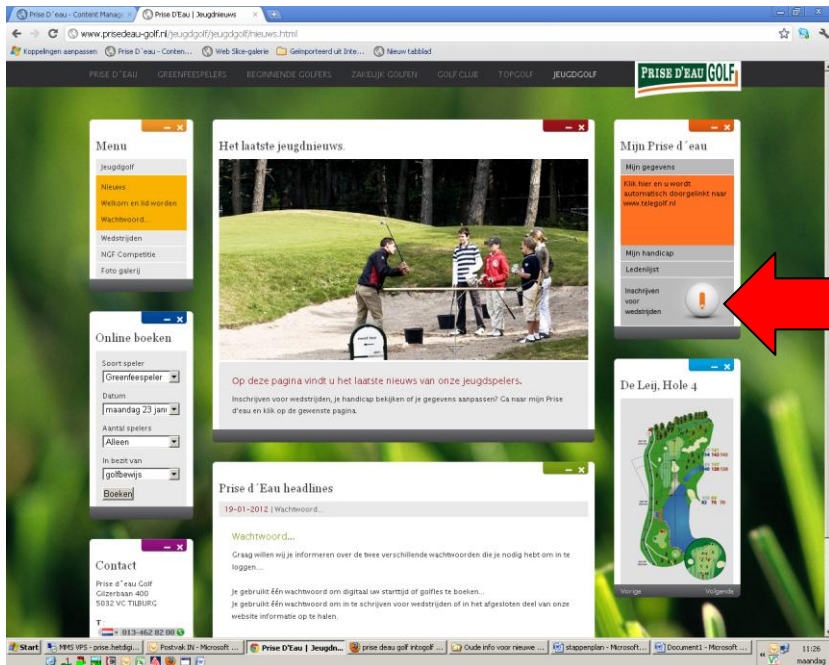 Prise D´eau - Content Manage
Prise D'Eau | Jeugdnieuws
www.prisedeau-golf.nl/jeugdgolf/jeugdgolf/nieuws.html
Koppelingen aanpassen
Prise D´eau - Conten...
Web Slice-galerie
Geïmporteerd uit Inte...
Nieuw tabblad
PRISE D´EAU
GREENFEESPELERS
BEGINNENDE GOLFERS
ZAKELIJK GOLFEN
GOLF CLUB
TOPGOLF
JEUGDGOLF
PRISE D'EAU GOLF
Menu
Jeugdgolf
Nieuws
Welkom en lid worden
Wachtwoord...
Wedstrijden
NGF Competitie
Foto galerij
Online boeken
Soort speler
Greenfeespeler
Datum
maandag 23 janu
Aantal spelers
Alleen
In bezit van
golfbewijs
Boeken
Contact
Prise d´eau Golf
Gilzerbaan 400
5032 VC TILBURG
T
013-462 82 00
Het laatste jeugdnieuws.
Op deze pagina vindt u het laatste nieuws van onze jeugdspelers.
Inschrijven voor wedstrijden, je handicap bekijken of je gegevens aanpassen? Ga naar mijn Prise
d'eau en klik op de gewenste pagina.
Prise d´Eau headlines
19-01-2012 | Wachtwoord...
Wachtwoord...
Graag willen wij je informeren over de twee verschillende wachtwoorden die je nodig hebt om in te
loggen....
Je gebruikt één wachtwoord om digitaal uw starttijd of golfles te boeken...
Je gebruikt één wachtwoord om in te schrijven voor wedstrijden of in het afgesloten deel van onze
website informatie op te halen.
Mijn Prise d´eau
Mijn gegevens
Klik hier en u wordt
automatisch doorgelinkt naar
www.telegolf.nl
Mijn handicap
Ledenlijst
Inschrijven
voor
wedstrijden
De Leij, Hole 4
Vorige
Volgende
Start
MMS VPS - prise.hetdigi...
Postvak IN - Microsoft ...
Prise D'Eau | Jeugdn...
prise deau golf intogolf ...
Oude info voor nieuwe ...
stappenplan - Microsoft...
Document1 - Microsoft ...
11:26
maandag